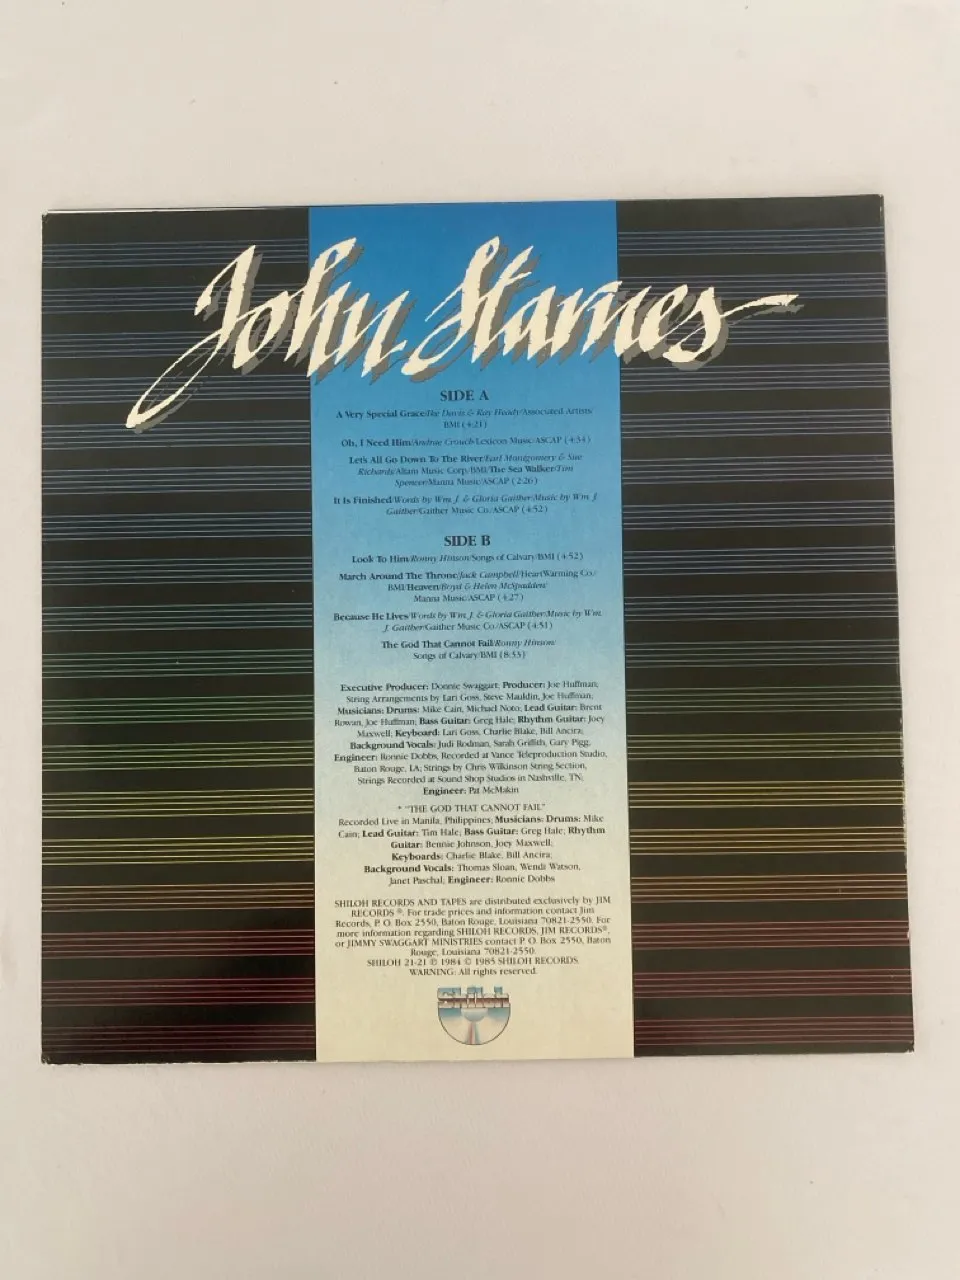 John Starnes
SIDE A
A Very Special Grace/Vie Davis & Ray Heady/Associated Artists/
BMI (4:21)
Oh, I Need Him/Andrae Crouch/Lexicon Music/ASCAP (4:54)
Let's All Go Down To The River/Earl Montgomery & Sue
Richards/Altam Music Corp./BMI/The Sea Walker/Tim
Spencer/Manna Music/ASCAP (2:26)
It Is Finished/Words by Wm. J. & Gloria Gaither/Music by Wm. J.
Gaither/Gaither Music Co./ASCAP (4:52)
SIDE B
Look To Him/Ronny Hinson/Songs of Calvary/BMI (4:52)
March Around The Throne/Jack Campbell/HeartWarming Co./
BMI/Heaven/Boyd & Helen McSpadden/
Manna Music/ASCAP (4:27)
Because He Lives/Words by Wm. J. & Gloria Gaither/Music by Wm.
J. Gaither/Gaither Music Co./ASCAP (4:51)
The God That Cannot Fail/Ronny Hinson/
Songs of Calvary/BMI (8:55)
Executive Producer: Donnie Swaggart; Producer: Joe Huffman;
String Arrangements by Lari Goss, Steve Mauldin, Joe Huffman;
Musicians: Drums: Mike Cain, Michael Noto; Lead Guitar: Brent
Rowan, Joe Huffman; Bass Guitar: Greg Hale; Rhythm Guitar: Joey
Maxwell; Keyboard: Lari Goss, Charlie Blake, Bill Ancira;
Background Vocals: Judi Rodman, Sarah Griffith, Gary Pigg;
Engineer: Ronnie Dobbs, Recorded at Vance Teleproduction Studio,
Baton Rouge, LA; Strings by Chris Wilkinson String Section,
Strings Recorded at Sound Shop Studios in Nashville, TN;
Engineer: Pat McMakin
* "THE GOD THAT CANNOT FAIL"
Recorded Live in Manila, Philippines; Musicians: Drums: Mike
Cain; Lead Guitar: Tim Hale; Bass Guitar: Greg Hale; Rhythm
Guitar: Bennie Johnson, Joey Maxwell;
Keyboards: Charlie Blake, Bill Ancira;
Background Vocals: Thomas Sloan, Wendi Watson,
Janet Paschal; Engineer: Ronnie Dobbs
SHILOH RECORDS AND TAPES are distributed exclusively by JIM
RECORDS ®. For trade prices and information contact Jim
Records, P. O. Box 2550, Baton Rouge, Louisiana 70821-2550. For
more information regarding SHILOH RECORDS, JIM RECORDS®,
or JIMMY SWAGGART MINISTRIES contact P. O. Box 2550, Baton
Rouge, Louisiana 70821-2550.
SHILOH 21-21 ℗ 1984 © 1985 SHILOH RECORDS.
WARNING: All rights reserved.
Shiloh